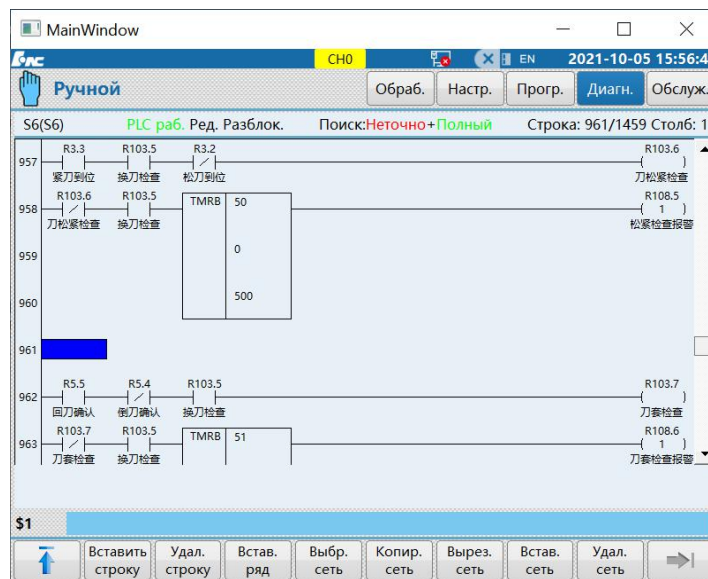 MainWindow
HNC CH0 EN 2021-10-05 15:56:4
Ручной Обраб. Настр. Прогр. Диагн. Обслуж.
S6(S6) PLC раб. Ред. Разблок. Поиск:Неточно+Полный Строка: 961/1459 Столб: 1
R3.3 R103.5 R3.2 R103.6
957
紧刀到位 换刀检查 松刀到位 刀松紧检查
R103.6 R103.5 TMRB 50 R108.5
958 1
刀松紧检查 换刀检查 松紧检查报警
959 0
960 500
961
R5.5 R5.4 R103.5 R103.7
962
回刀确认 倒刀确认 换刀检查 刀套检查
R103.7 R103.5 TMRB 51 R108.6
963 1
刀套检查 换刀检查 刀套检查报警
$1
Вставить строку Удал. строку Встав. ряд Выбр. сеть Копир. сеть Вырез. сеть Встав. сеть Удал. сеть